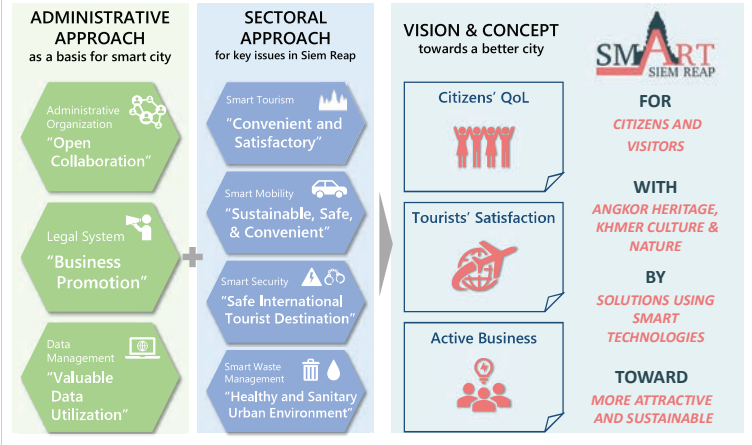 ADMINISTRATIVE
APPROACH
as a basis for smart city
Administrative
Organization
"Open
Collaboration"
Legal System
"Business
Promotion"
Data
Management
"Valuable
Data
Utilization"
SECTORAL
APPROACH
for key issues in Siem Reap
Smart Tourism
"Convenient and
Satisfactory"
Smart Mobility
"Sustainable, Safe,
& Convenient"
Smart Security
"Safe International
Tourist Destination"
Smart Waste
Management
"Healthy and Sanitary
Urban Environment"
VISION & CONCEPT
towards a better city
Citizens' QoL
Tourists' Satisfaction
Active Business
SMART
SIEM REAP
FOR
CITIZENS AND
VISITORS
WITH
ANGKOR HERITAGE,
KHMER CULTURE &
NATURE
BY
SOLUTIONS USING
SMART
TECHNOLOGIES
TOWARD
MORE ATTRACTIVE
AND SUSTAINABLE